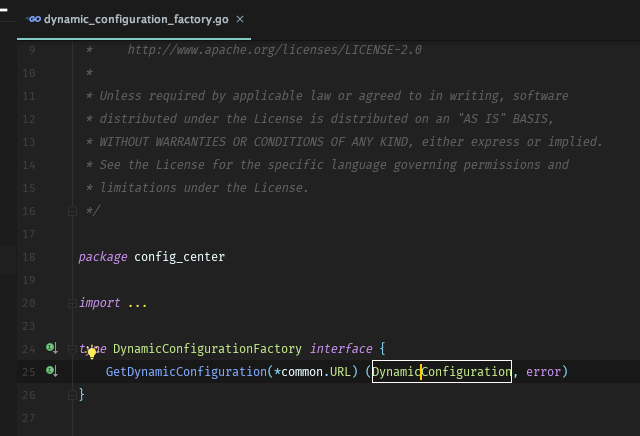 GO dynamic_configuration_factory.go ×
9 * http://www.apache.org/licenses/LICENSE-2.0
10 *
11 * Unless required by applicable law or agreed to in writing, software
12 * distributed under the License is distributed on an "AS IS" BASIS,
13 * WITHOUT WARRANTIES OR CONDITIONS OF ANY KIND, either express or implied.
14 * See the License for the specific language governing permissions and
15 * limitations under the License.
16 */
17
18 package config_center
19
20 import ...
23
24 type DynamicConfigurationFactory interface {
25 GetDynamicConfiguration(*common.URL) (DynamicConfiguration, error)
26 }
27